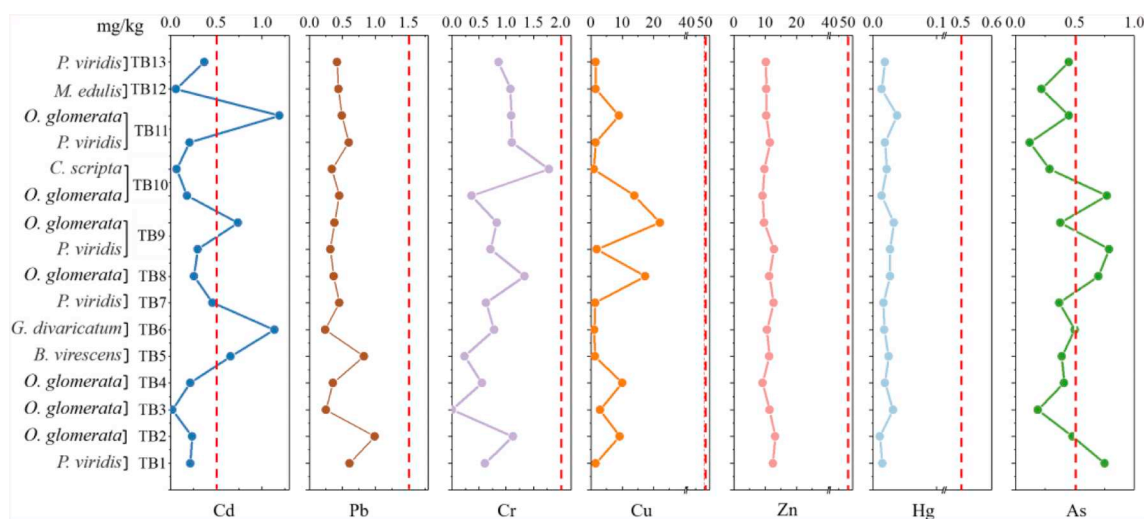 mg/kg
0.0 0.5 1.0
0.0 0.5 1.0 1.5
0.0 0.5 1.0 1.5 2.0
0 10 20 40 50
0 10 20 40 50
0.0 0.1 0.5 0.6
0.0 0.5 1.0
P. viridis TB13
M. edulis TB12
O. glomerata
TB11
P. viridis
C. scripta
TB10
O. glomerata
O. glomerata
TB9
P. viridis
O. glomerata TB8
P. viridis TB7
G. divaricatum TB6
B. virescens TB5
O. glomerata TB4
O. glomerata TB3
O. glomerata TB2
P. viridis TB1
Cd Pb Cr Cu Zn Hg As